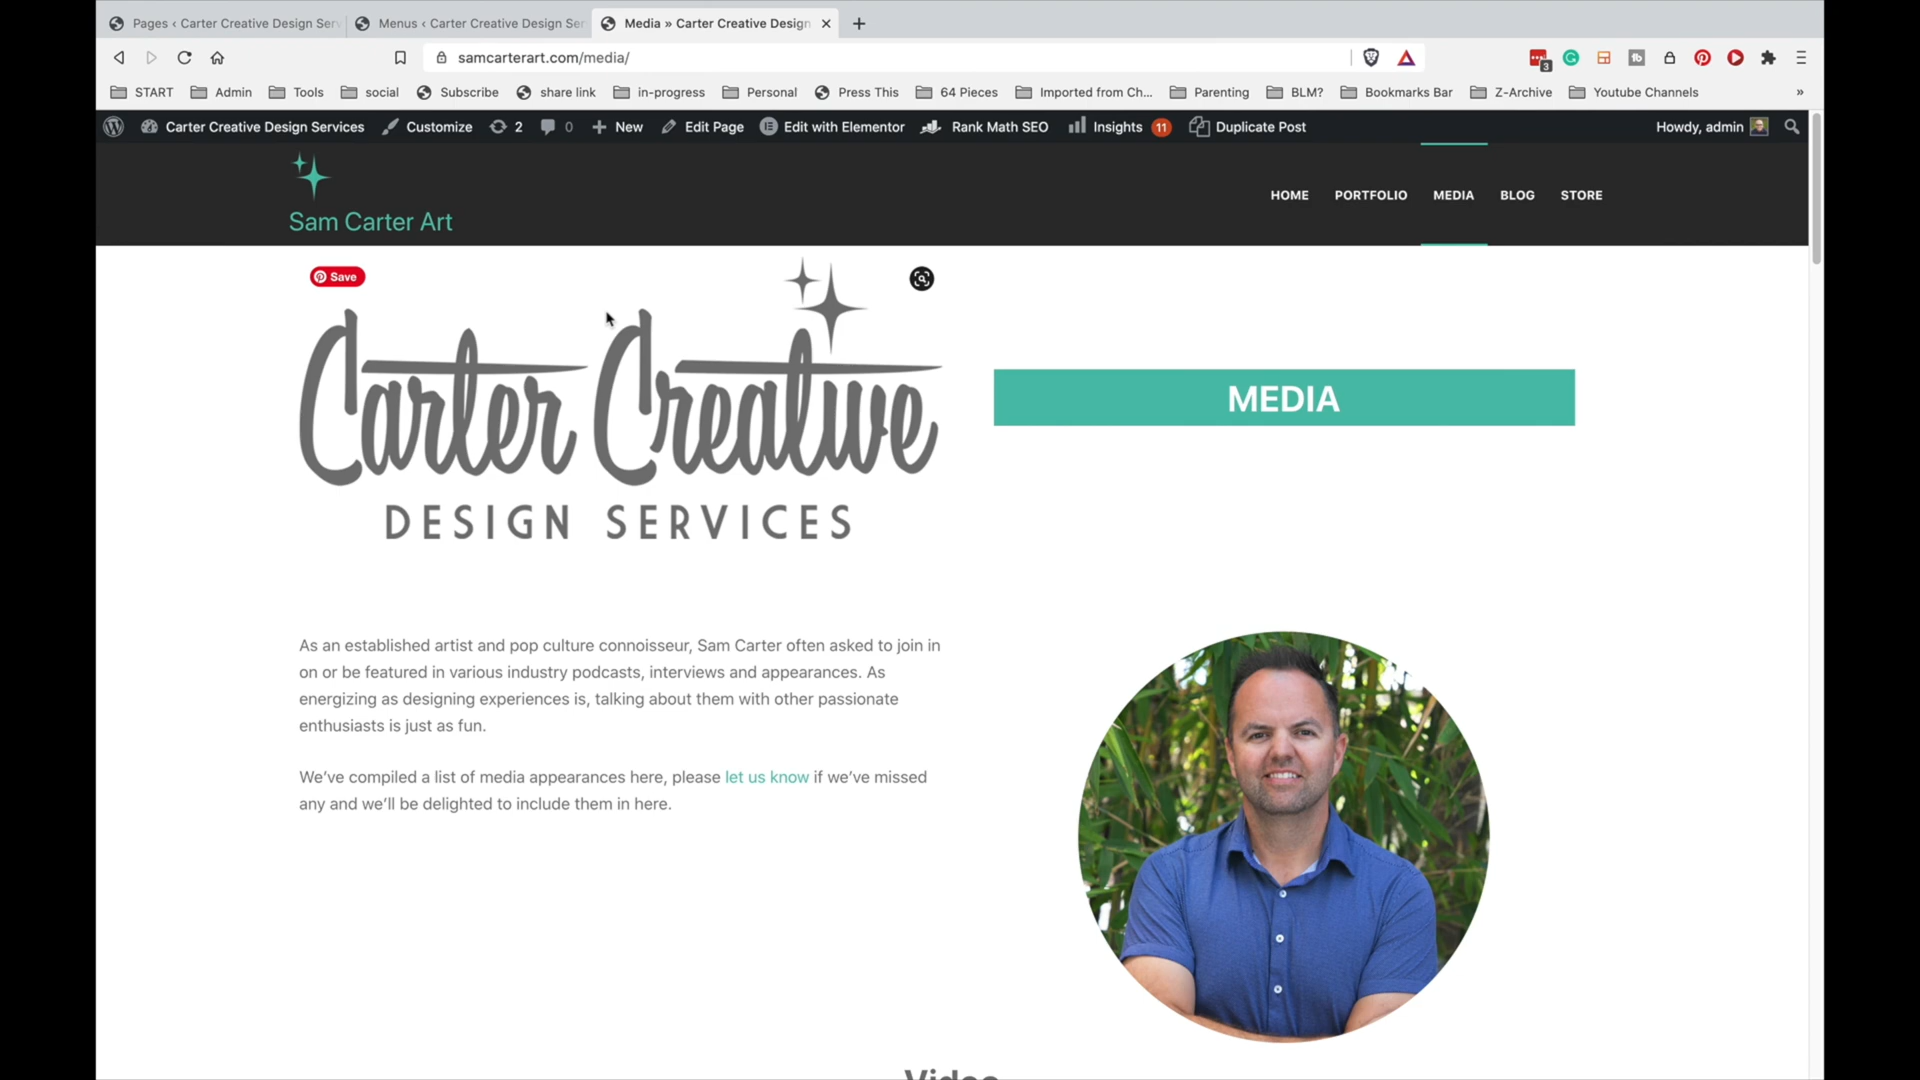 Pages ‹ Carter Creative Design Serv
Menus ‹ Carter Creative Design Ser
Media » Carter Creative Design
samcarterart.com/media/
3
START
Admin
Tools
social
Subscribe
share link
in-progress
Personal
Press This
64 Pieces
Imported from Ch...
Parenting
BLM?
Bookmarks Bar
Z-Archive
Youtube Channels
»
Carter Creative Design Services
Customize
2
0
New
Edit Page
Edit with Elementor
Rank Math SEO
Insights
11
Duplicate Post
Howdy, admin
Sam Carter Art
HOME
PORTFOLIO
MEDIA
BLOG
STORE
Save
Carter Creative
DESIGN SERVICES
MEDIA
As an established artist and pop culture connoisseur, Sam Carter often asked to join in
on or be featured in various industry podcasts, interviews and appearances. As
energizing as designing experiences is, talking about them with other passionate
enthusiasts is just as fun.
We've compiled a list of media appearances here, please let us know if we've missed
any and we'll be delighted to include them in here.
Video